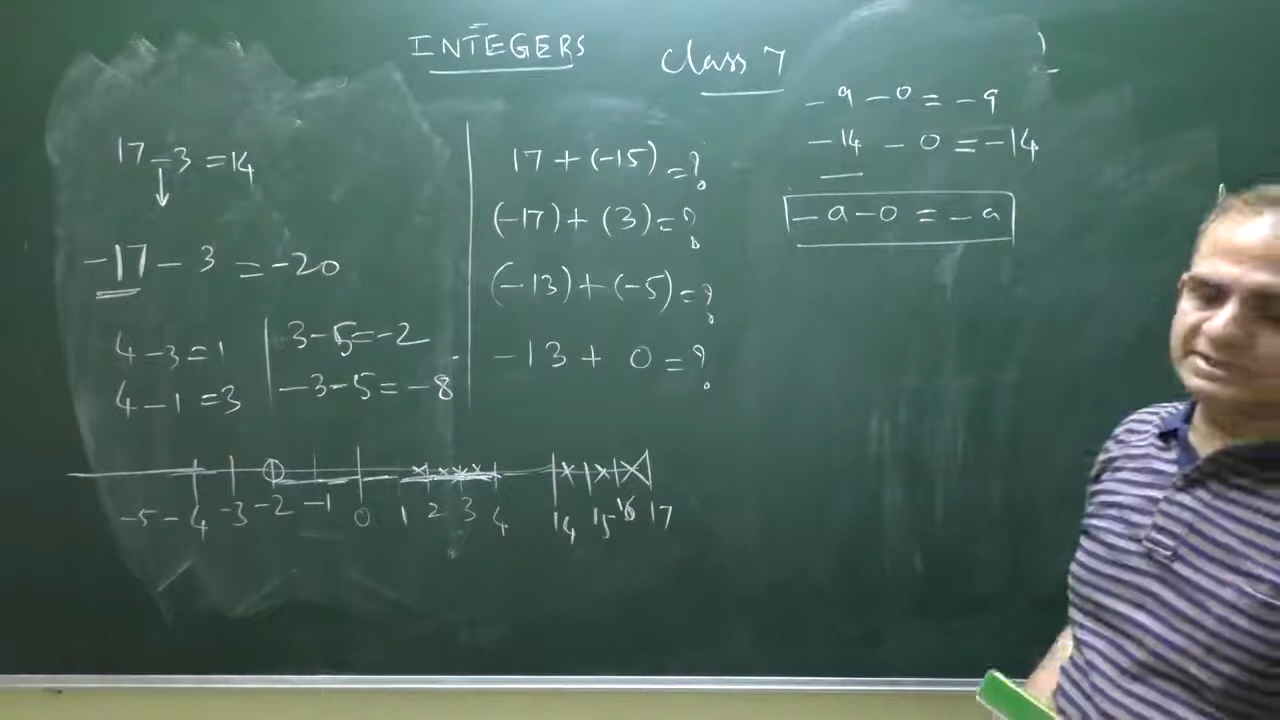 INTEGERS Class 7
17 - 3 = 14
-17 - 3 = -20
4 - 3 = 1
4 - 1 = 3
3 - 5 = -2
-3 - 5 = -8
17 + (-15) = ?
(-17) + (3) = ?
(-13) + (-5) = ?
-13 + 0 = ?
-9 - 0 = -9
-14 - 0 = -14
-a - 0 = -a
-5 -4 -3 -2 -1 0 1 2 3 4 14 15 16 17